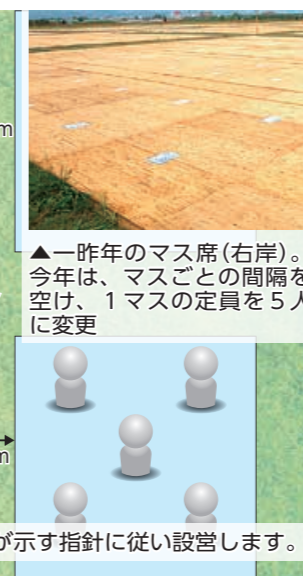 m
▲一昨年のマス席(右岸)。
今年は、マスごとの間隔を
空け、１マスの定員を５人
に変更
m
が示す指針に従い設営します。